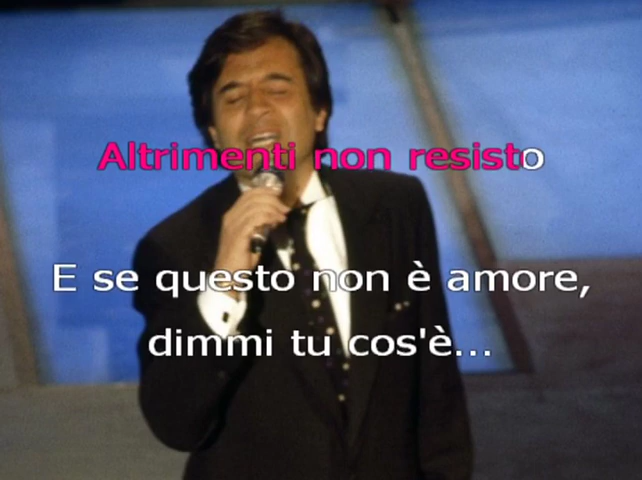 Altrimenti non resisto
E se questo non è amore,
dimmi tu cos'è...